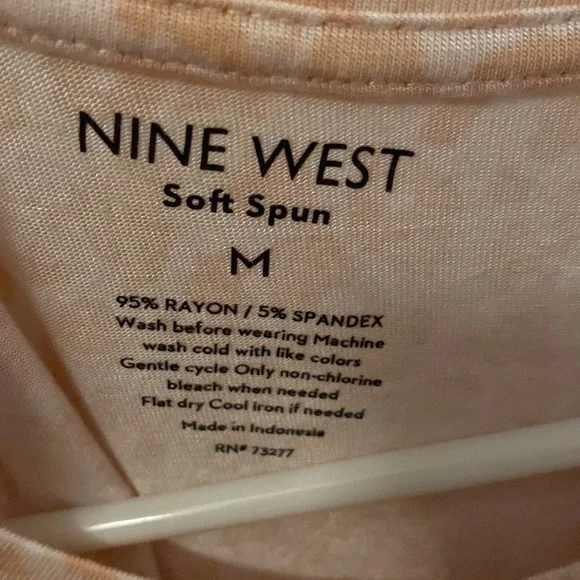 NINE WEST
Soft Spun
M
95% RAYON / 5% SPANDEX
Wash before wearing Machine
wash cold with like colors
Gentle cycle Only non-chlorine
bleach when needed
Flat dry Cool iron if needed
Made in Indonesia
RN# 73277